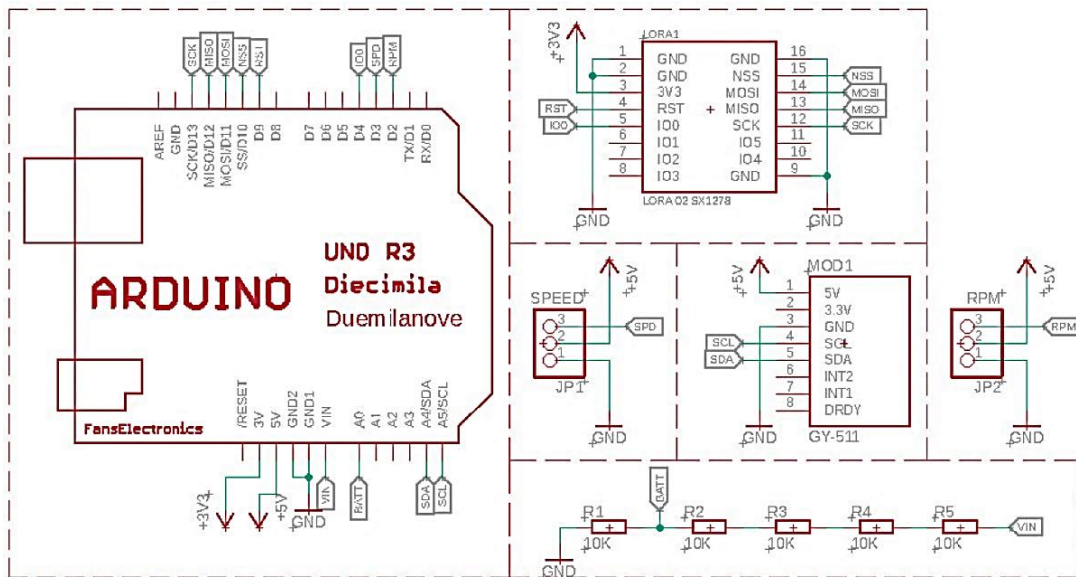 SCK
MISO
MOSI
NSS
RST
IO0
SPD
RPM
AREF
GND
SCK/D13
MISO/D12
MOSI/D11
SS/D10
D9
D8
D7
D6
D5
D4
D3
D2
TX/D1
RX/D0
ARDUINO
UNO R3
Diecimila
Duemilanove
FansElectronics
/RESET
3V
5V
GND2
GND1
VIN
A0
A1
A2
A3
A4/SDA
A5/SCL
+3V3
+5V
GND
VIN
BATT
SDA
SCL
+3V3
LORA1
1 GND GND 16
2 GND NSS 15 NSS
3 3V3 MOSI 14 MOSI
RST 4 RST MISO 13 MISO
IO0 5 IO0 SCK 12 SCK
6 IO1 IO5 11
7 IO2 IO4 10
8 IO3 GND 9
LORA 02 SX1278
GND
GND
SPEED
+5V
3 SPD
2
1
JP1
GND
MOD1
+5V
1 5V
2 3.3V
3 GND
SCL 4 SCL
SDA 5 SDA
6 INT2
7 INT1
8 DRDY
GY-511
GND
RPM
+5V
3 RPM
2
1
JP2
GND
BATT
R1 R2 R3 R4 R5
VIN
10K 10K 10K 10K 10K
GND